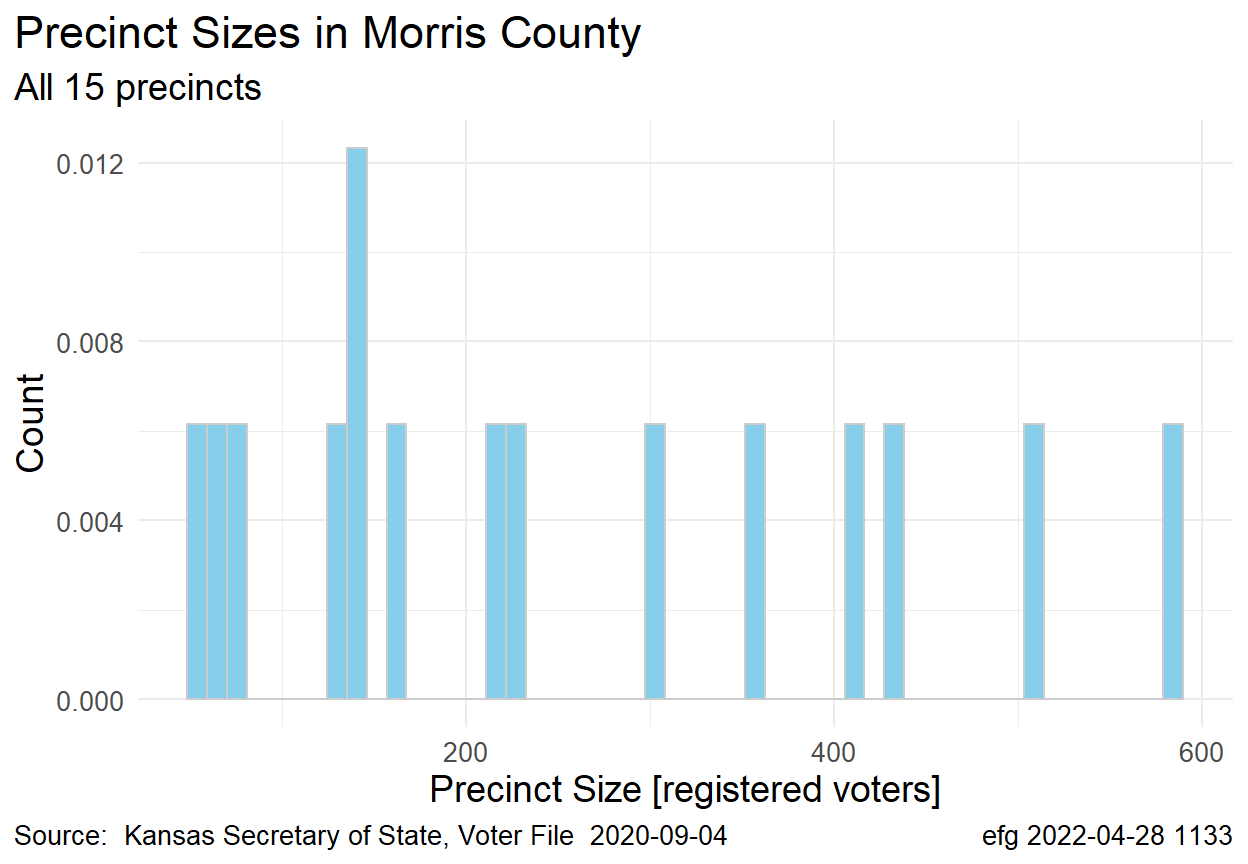 Precinct Sizes in Morris County
All 15 precincts
0.012
0.008
0.004
0.000
Count
200 400 600
Precinct Size [registered voters]
Source:  Kansas Secretary of State, Voter File  2020-09-04
efg 2022-04-28 1133